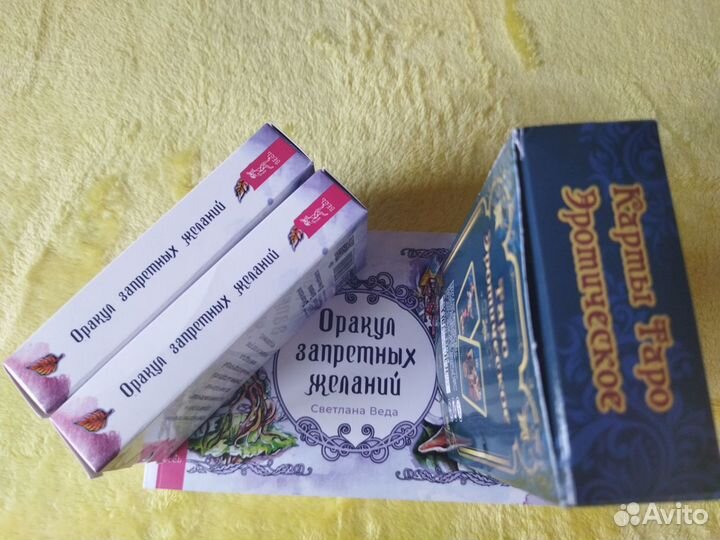 Оракул запретных желаний
Оракул запретных желаний
Оракул
запретных
желаний
Светлана Веда
Карты Таро
Эротическое
Avito